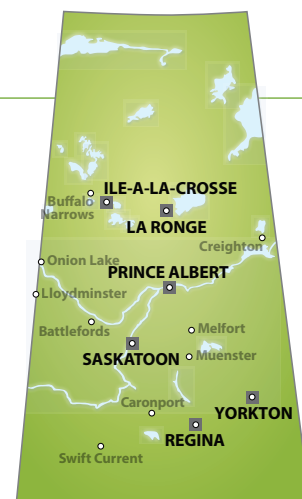 ILE-A-LA-CROSSE
Buffalo
Narrows
LA RONGE
Creighton
Onion Lake
PRINCE ALBERT
Lloydminster
Battlefords
Melfort
SASKATOON
Muenster
Caronport
YORKTON
REGINA
Swift Current